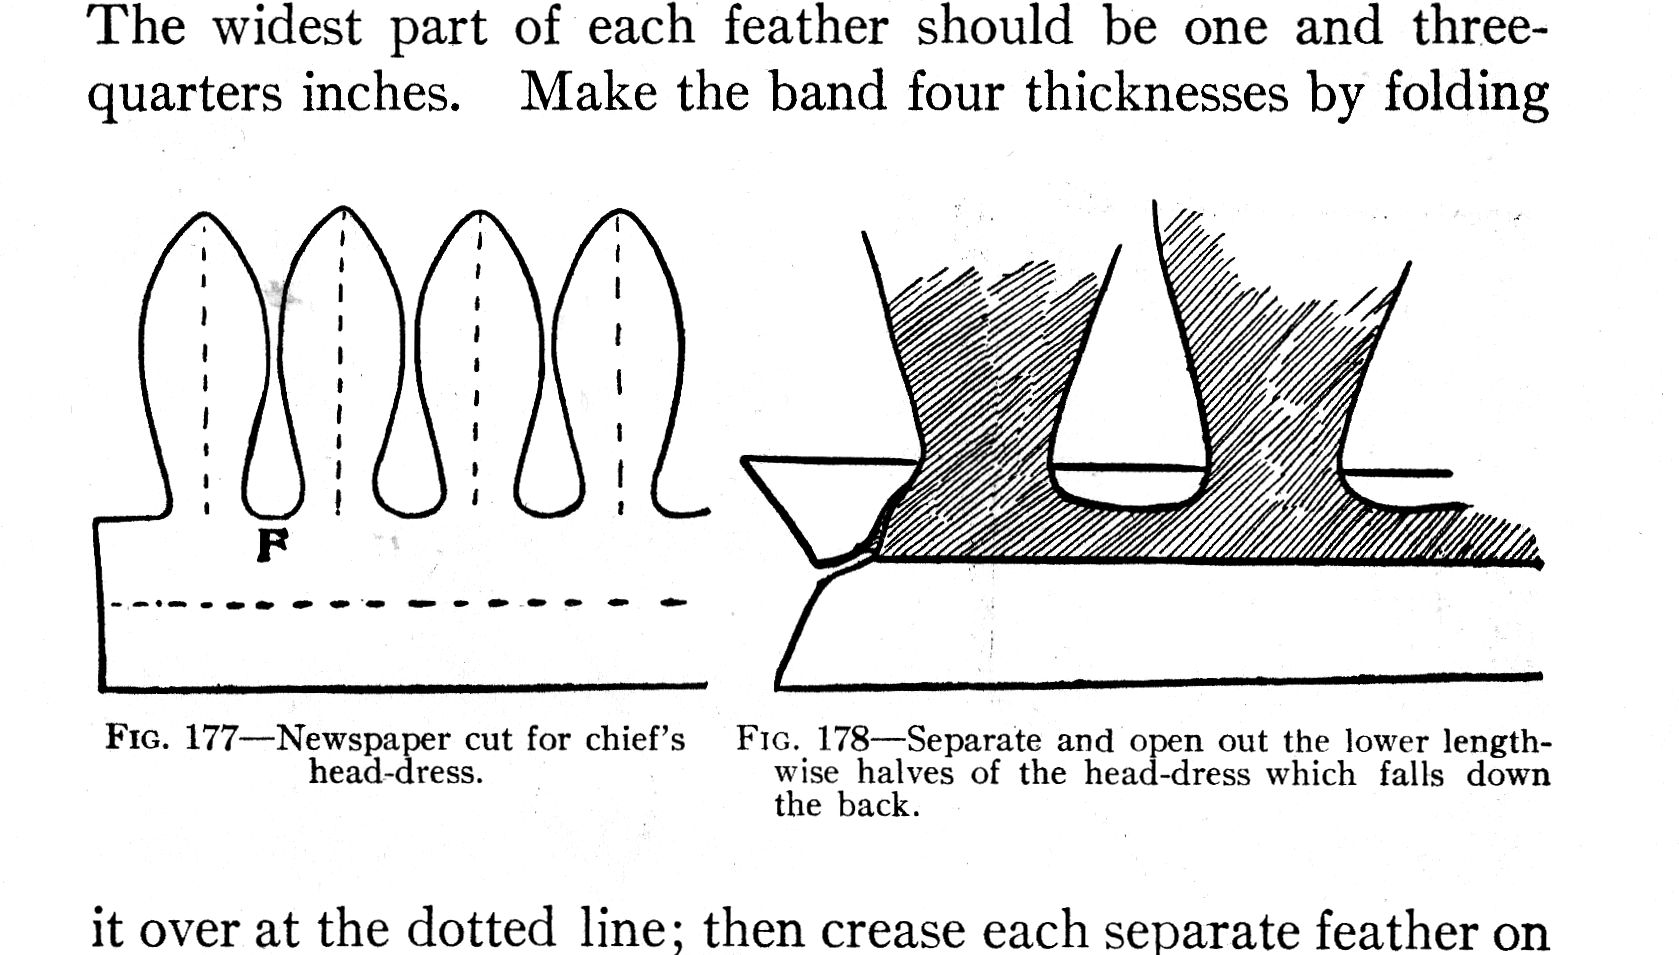 The widest part of each feather should be one and three-
quarters inches. Make the band four thicknesses by folding
F
FIG. 177—Newspaper cut for chief's
head-dress.
FIG. 178—Separate and open out the lower length-
wise halves of the head-dress which falls down
the back.
it over at the dotted line; then crease each separate feather on